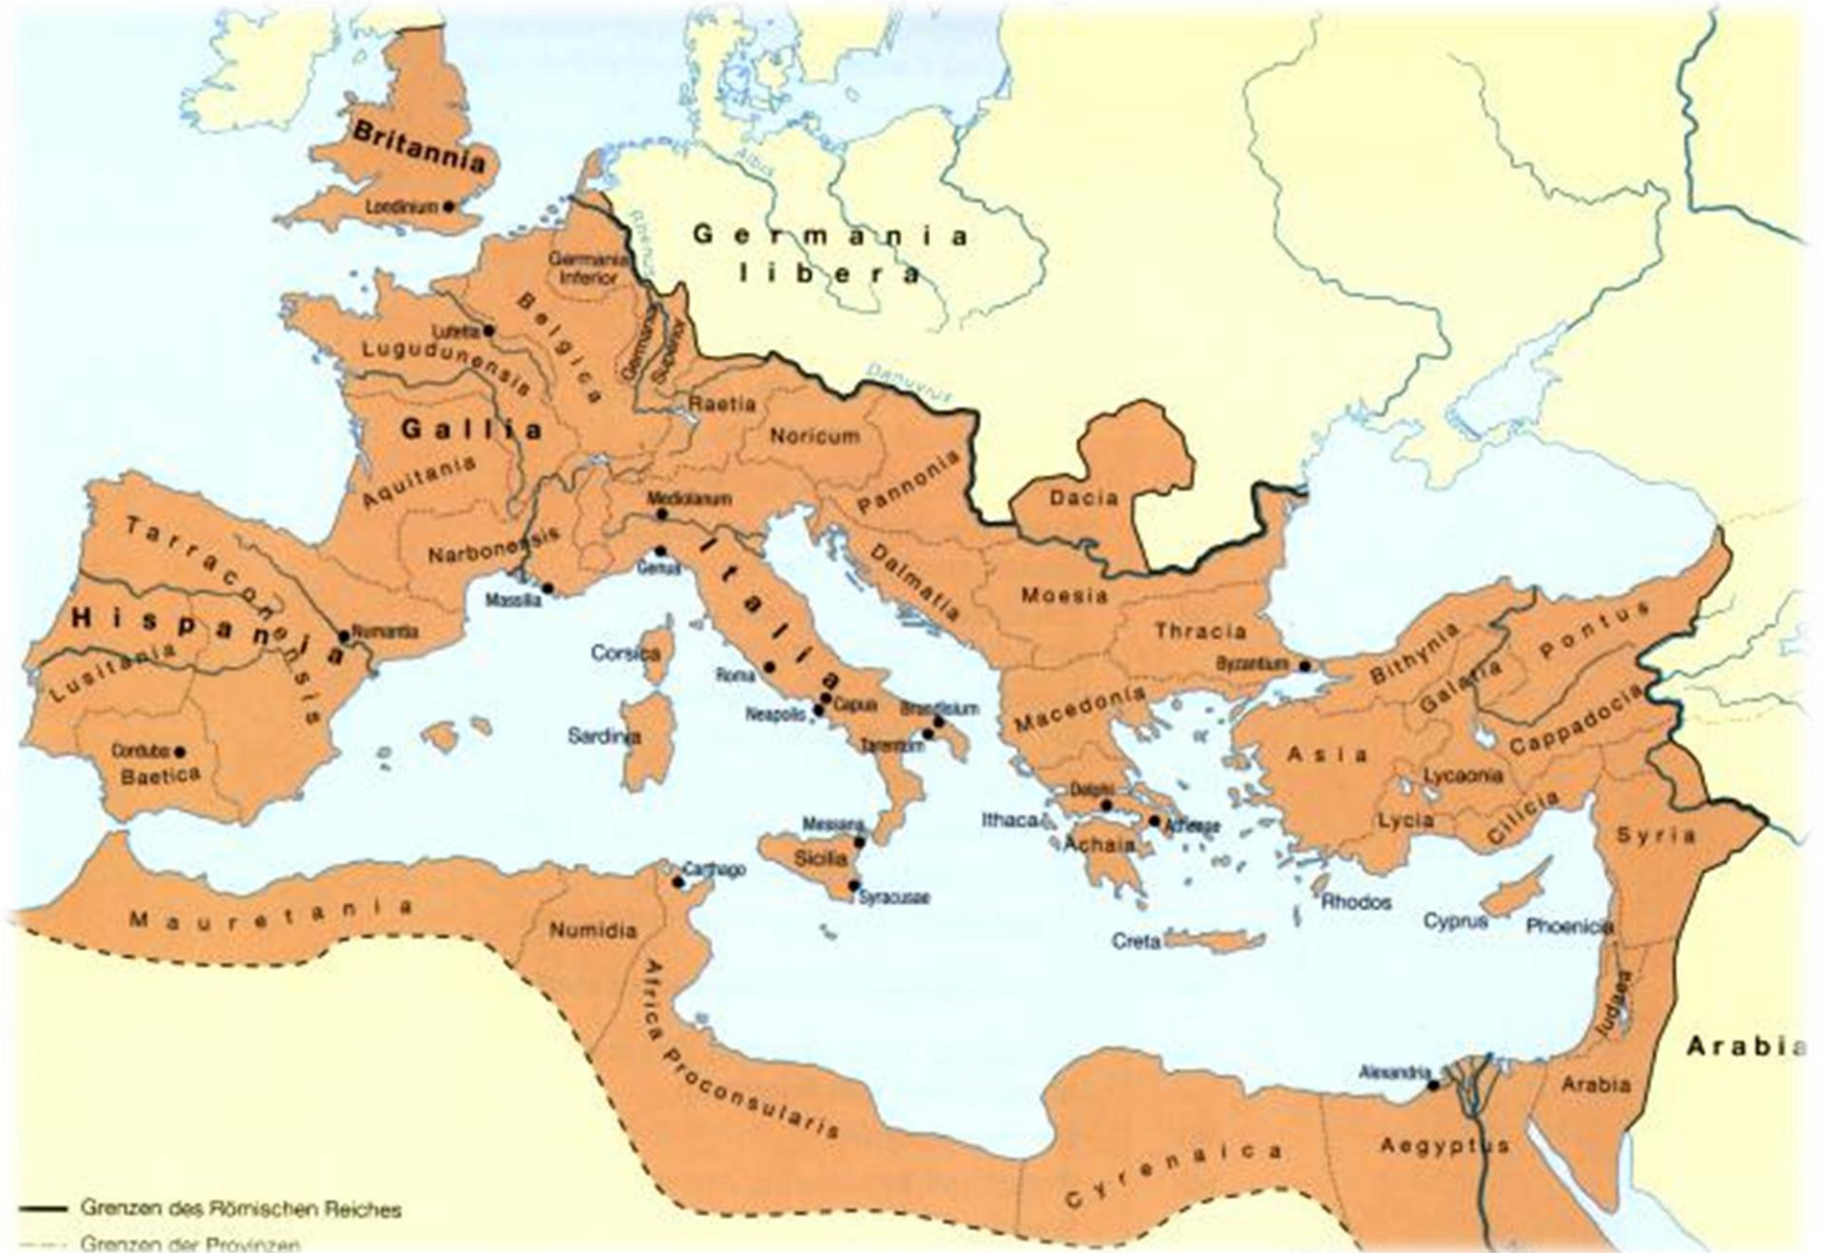 Britannia
Londinium
Albis
Rhenus
Germania
libera
Germania
Inferior
Belgica
Lutetia
Lugudunensis
Germania
Superior
Danuvius
Raetia
Gallia
Noricum
Aquitania
Pannonia
Mediolanum
Dacia
Tarraconensis
Narbonensis
Italia
Genua
Dalmatia
Massilia
Moesia
Hispania
Numantia
Thracia
Pontus
Lusitania
Corsica
Roma
Byzantium
Bithynia
Galatia
Capua
Neapolis
Brundisium
Macedonia
Cappadocia
Sardinia
Tarentum
Corduba
Baetica
Asia
Lycaonia
Delphi
Messana
Ithaca
Athenae
Lycia
Cilicia
Syria
Sicilia
Achaia
Carthago
Syracusae
Rhodos
Mauretania
Numidia
Creta
Cyprus
Phoenicia
Africa Proconsularis
Iudaea
Arabia
Alexandria
Arabia
Cyrenaica
Aegyptus
Grenzen des Römischen Reiches
Grenzen der Provinzen